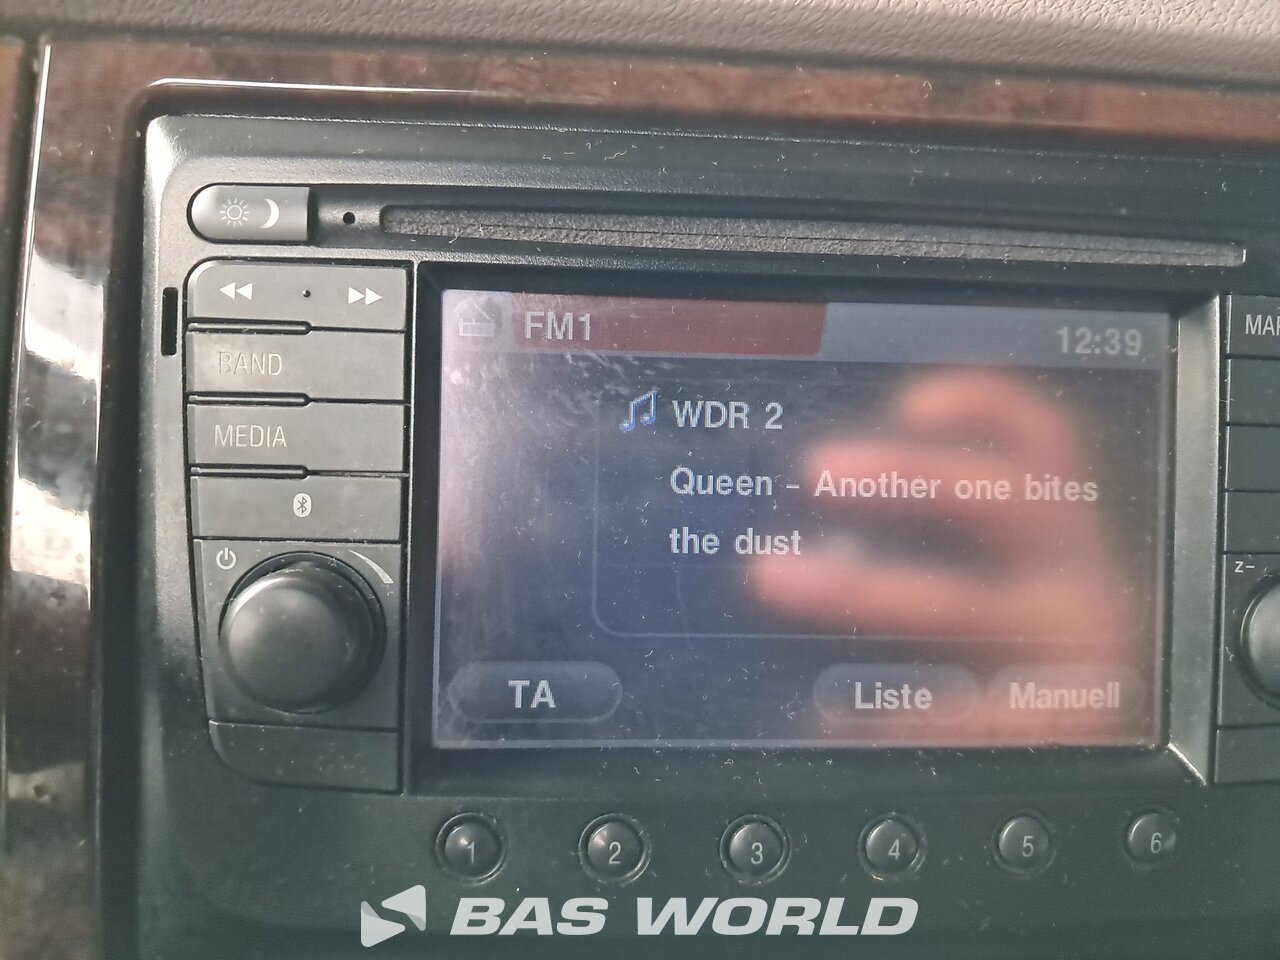 FM1
12:39
MAP
BAND
WDR 2
MEDIA
Queen - Another one bites
the dust
z-
TA
Liste
Manuell
1
2
3
4
5
6
BAS WORLD